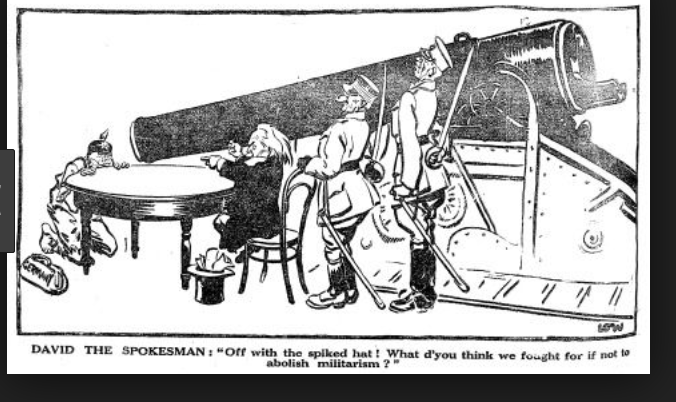 GERMANY
LOW
DAVID THE SPOKESMAN: "Off with the spiked hat! What d'you think we fought for if not to
abolish militarism?"